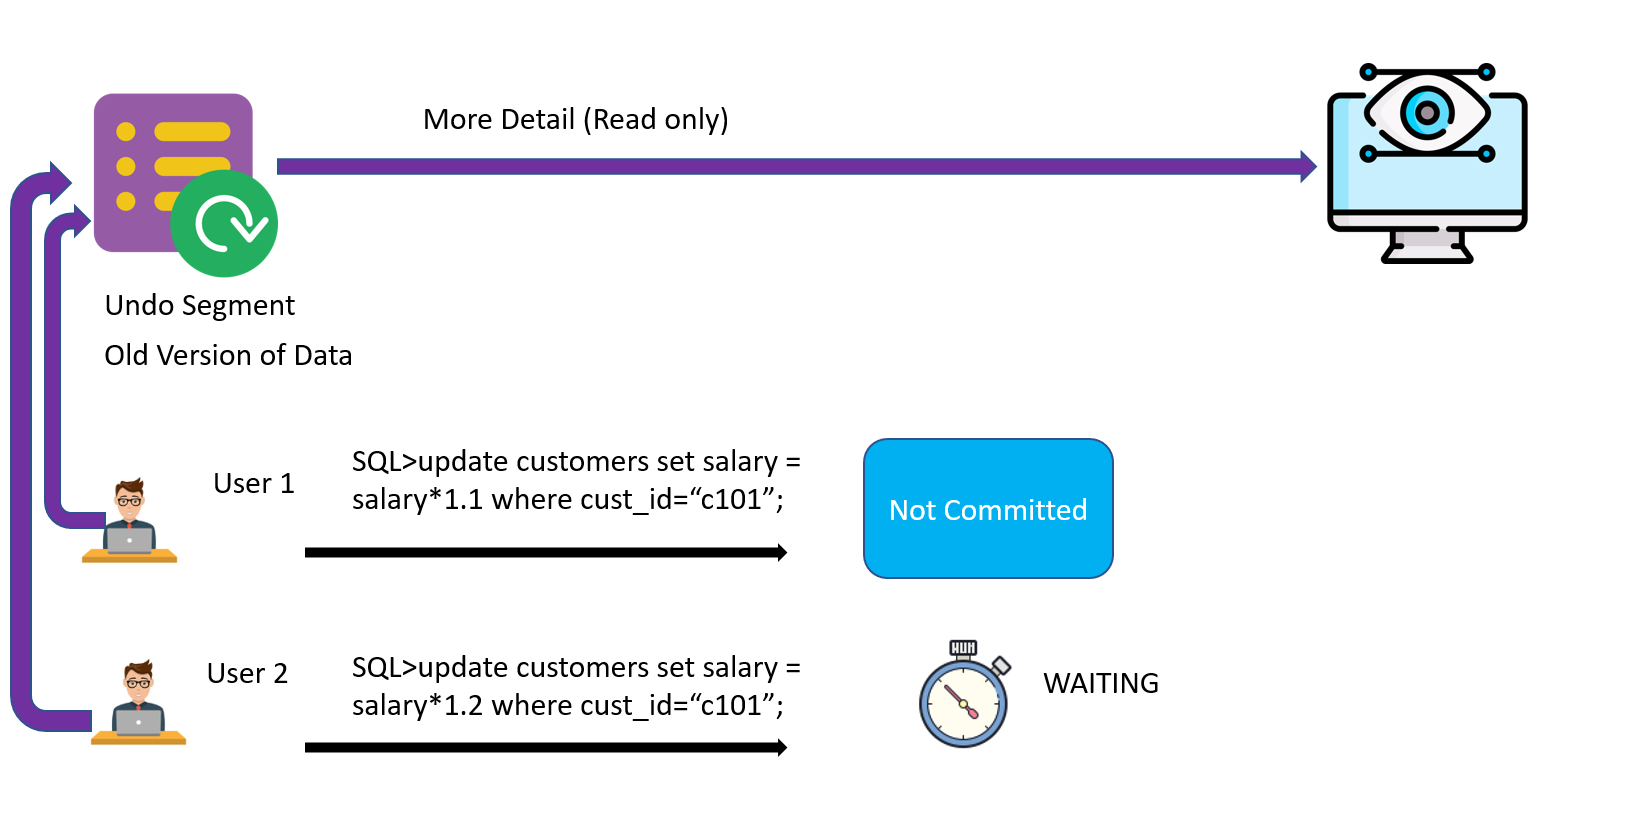 More Detail (Read only)
Undo Segment
Old Version of Data
User 1
SQL>update customers set salary =
salary*1.1 where cust_id=“c101”;
Not Committed
User 2
SQL>update customers set salary =
salary*1.2 where cust_id=“c101”;
WAITING